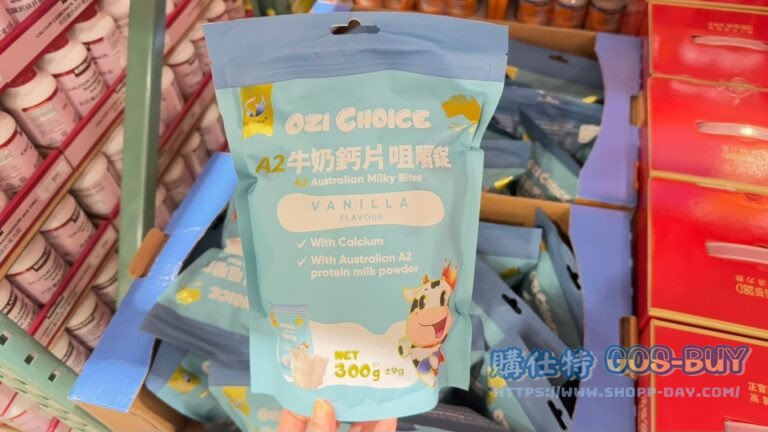 OZI CHOICE
A2牛奶鈣片咀嚼錠
A2 Australian Milky Bites
VANILLA
FLAVOUR
✓ With Calcium
✓ With Australian A2
protein milk powder
NET
300g ±9g
購仕特 GOS-BUY
HTTPS://WWW.SHOPP-DAY.COM/